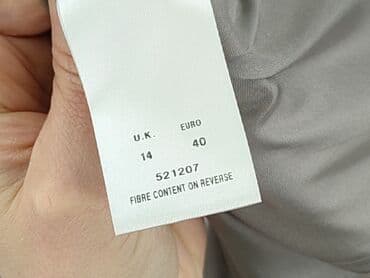 U.K. EURO
14 40
521207
FIBRE CONTENT ON REVERSE